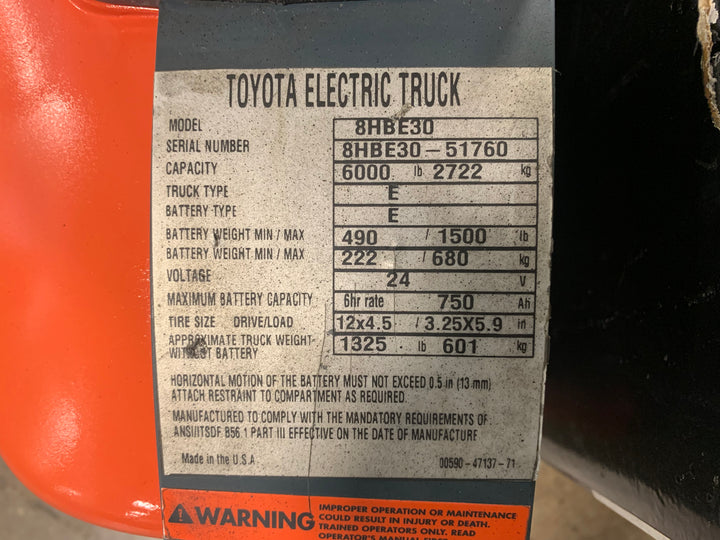 TOYOTA ELECTRIC TRUCK
MODEL 8HBE30
SERIAL NUMBER 8HBE30-51760
CAPACITY 6000 lb 2722 kg
TRUCK TYPE E
BATTERY TYPE E
BATTERY WEIGHT MIN / MAX 490 / 1500 lb
BATTERY WEIGHT MIN / MAX 222 / 680 kg
VOLTAGE 24 V
MAXIMUM BATTERY CAPACITY 6hr rate 750 Ah
TIRE SIZE DRIVE/LOAD 12x4.5 / 3.25X5.9 in
APPROXIMATE TRUCK WEIGHT 1325 lb 601 kg
WITHOUT BATTERY
HORIZONTAL MOTION OF THE BATTERY MUST NOT EXCEED 0.5 in (13 mm)
ATTACH RESTRAINT TO COMPARTMENT AS REQUIRED.
MANUFACTURED TO COMPLY WITH THE MANDATORY REQUIREMENTS OF
ANSI/ITSDF B56.1 PART III EFFECTIVE ON THE DATE OF MANUFACTURE
Made in the U.S.A 00590-47137-71
WARNING
IMPROPER OPERATION OR MAINTENANCE
COULD RESULT IN INJURY OR DEATH.
TRAINED OPERATORS ONLY. READ
OPERATOR'S MANUAL